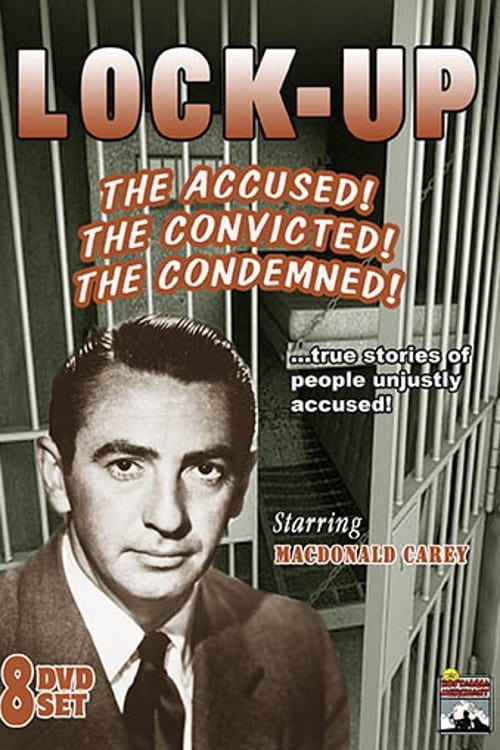 LOCK-UP
THE ACCUSED!
THE CONVICTED!
THE CONDEMNED!
...true stories of
people unjustly
accused!
Starring
MACDONALD CAREY
8 DVD
SET